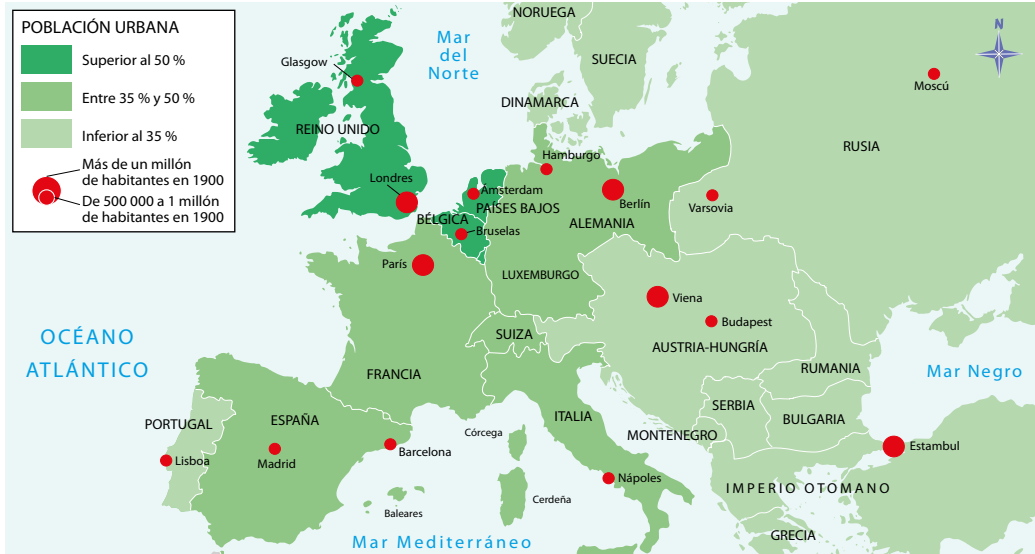 POBLACIÓN URBANA
Superior al 50 %
Entre 35 % y 50 %
Inferior al 35 %
Más de un millón
de habitantes en 1900
De 500 000 a 1 millón
de habitantes en 1900
NORUEGA
SUECIA
Mar
del
Norte
N
Glasgow
Moscú
DINAMARCA
REINO UNIDO
RUSIA
Hamburgo
Londres
Amsterdam
PAÍSES BAJOS
Berlín
Varsovia
BÉLGICA
ALEMANIA
Bruselas
París
LUXEMBURGO
Viena
Budapest
OCÉANO
ATLÁNTICO
SUIZA
AUSTRIA-HUNGRÍA
FRANCIA
RUMANIA
Mar Negro
SERBIA
PORTUGAL
ESPAÑA
ITALIA
BULGARIA
Córcega
MONTENEGRO
Lisboa
Madrid
Barcelona
Estambul
Nápoles
IMPERIO OTOMANO
Cerdeña
Baleares
GRECIA
Mar Mediterráneo